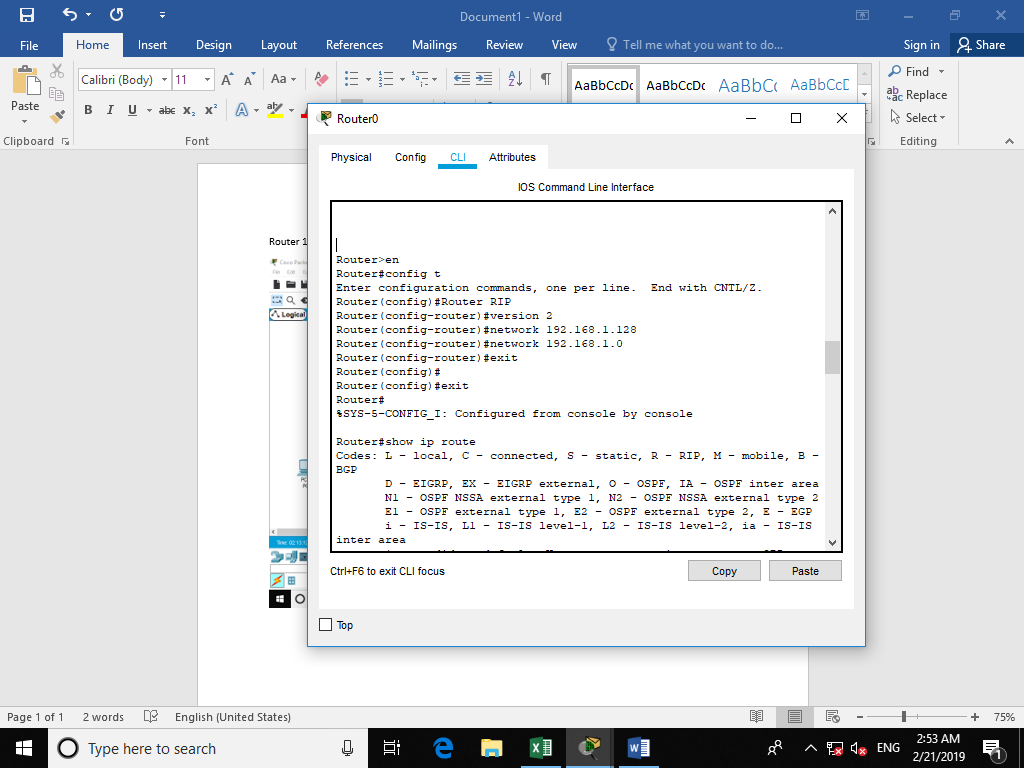 Document1 - Word
File Home Insert Design Layout References Mailings Review View Tell me what you want to do... Sign in Share
Calibri (Body) 11 A A Aa AaBbCcDc AaBbCcDc AaBbCc AaBbCcC Find
Paste B I U abc X₂ X² A aby Replace
Select
Clipboard Font Editing
Router0
Physical Config CLI Attributes
IOS Command Line Interface
Router 1
Logical
Router>en
Router#config t
Enter configuration commands, one per line.  End with CNTL/Z.
Router(config)#Router RIP
Router(config-router)#version 2
Router(config-router)#network 192.168.1.128
Router(config-router)#network 192.168.1.0
Router(config-router)#exit
Router(config)#
Router(config)#exit
Router#
%SYS-5-CONFIG_I: Configured from console by console
Router#show ip route
Codes: L - local, C - connected, S - static, R - RIP, M - mobile, B -
BGP
D - EIGRP, EX - EIGRP external, O - OSPF, IA - OSPF inter area
N1 - OSPF NSSA external type 1, N2 - OSPF NSSA external type 2
E1 - OSPF external type 1, E2 - OSPF external type 2, E - EGP
i - IS-IS, L1 - IS-IS level-1, L2 - IS-IS level-2, ia - IS-IS
inter area
Ctrl+F6 to exit CLI focus Copy Paste
Top
Page 1 of 1 2 words English (United States) 75%
Type here to search ENG 2:53 AM
2/21/2019 1